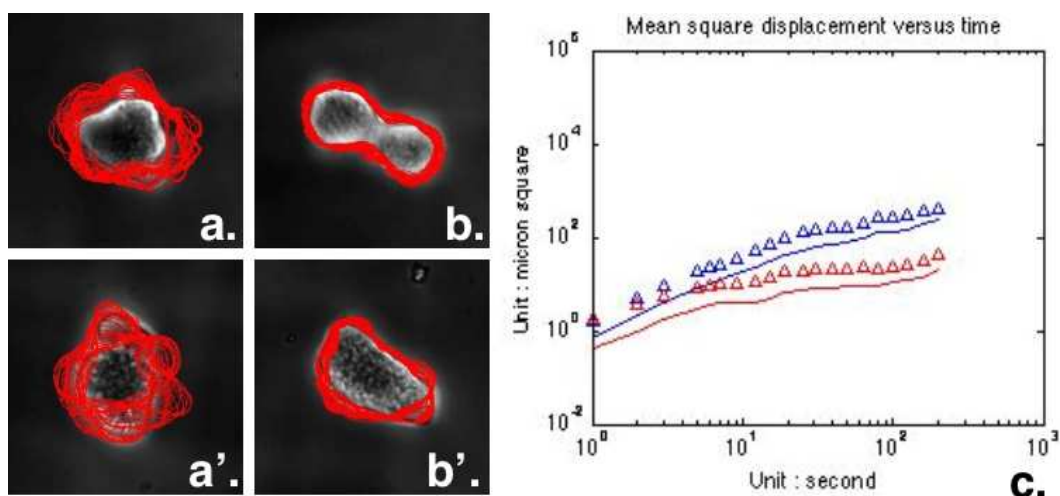 a.
b.
a'.
b'.
Mean square displacement versus time
Unit : micron square
10^5
10^4
10^2
10^0
10^-2
10^0
10^1
10^2
10^3
Unit : second
c.